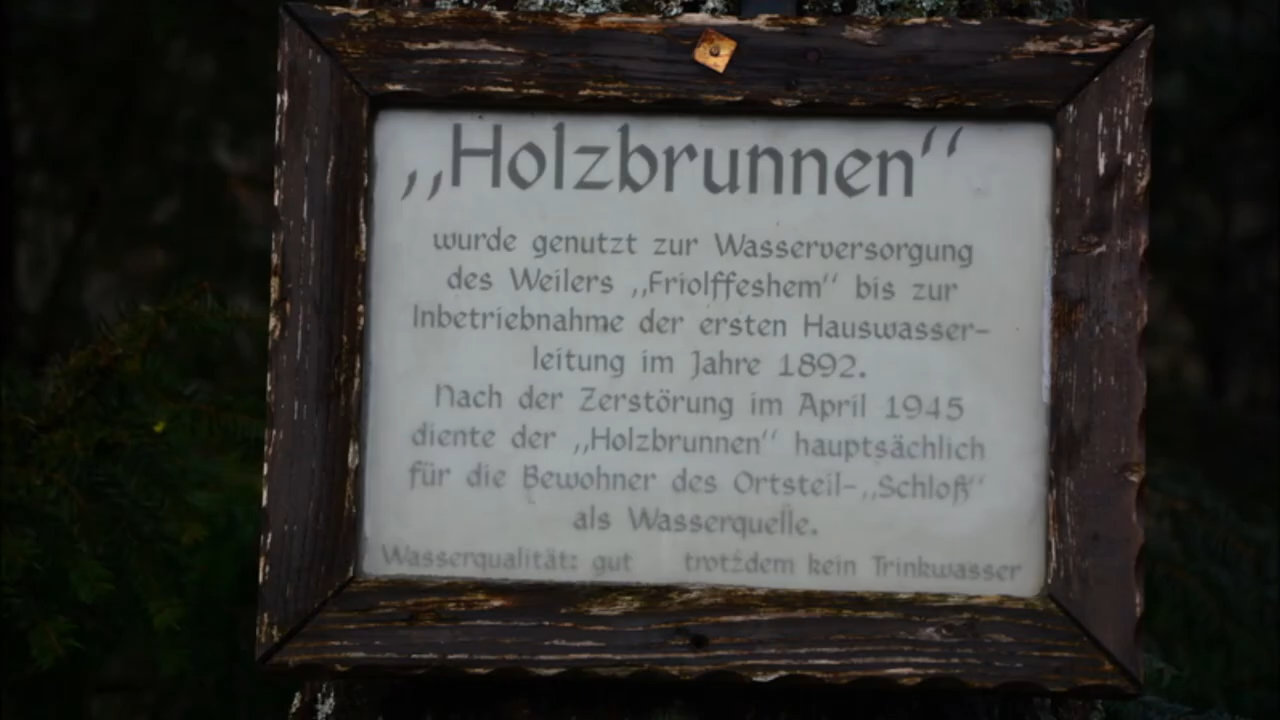 „Holzbrunnen“
wurde genutzt zur Wasserversorgung
des Weilers „Friolffeshem“ bis zur
Inbetriebnahme der ersten Hauswasser-
leitung im Jahre 1892.
Nach der Zerstörung im April 1945
diente der „Holzbrunnen“ hauptsächlich
für die Bewohner des Ortsteil-„Schloß“
als Wasserquelle.
Wasserqualität: gut trotzdem kein Trinkwasser